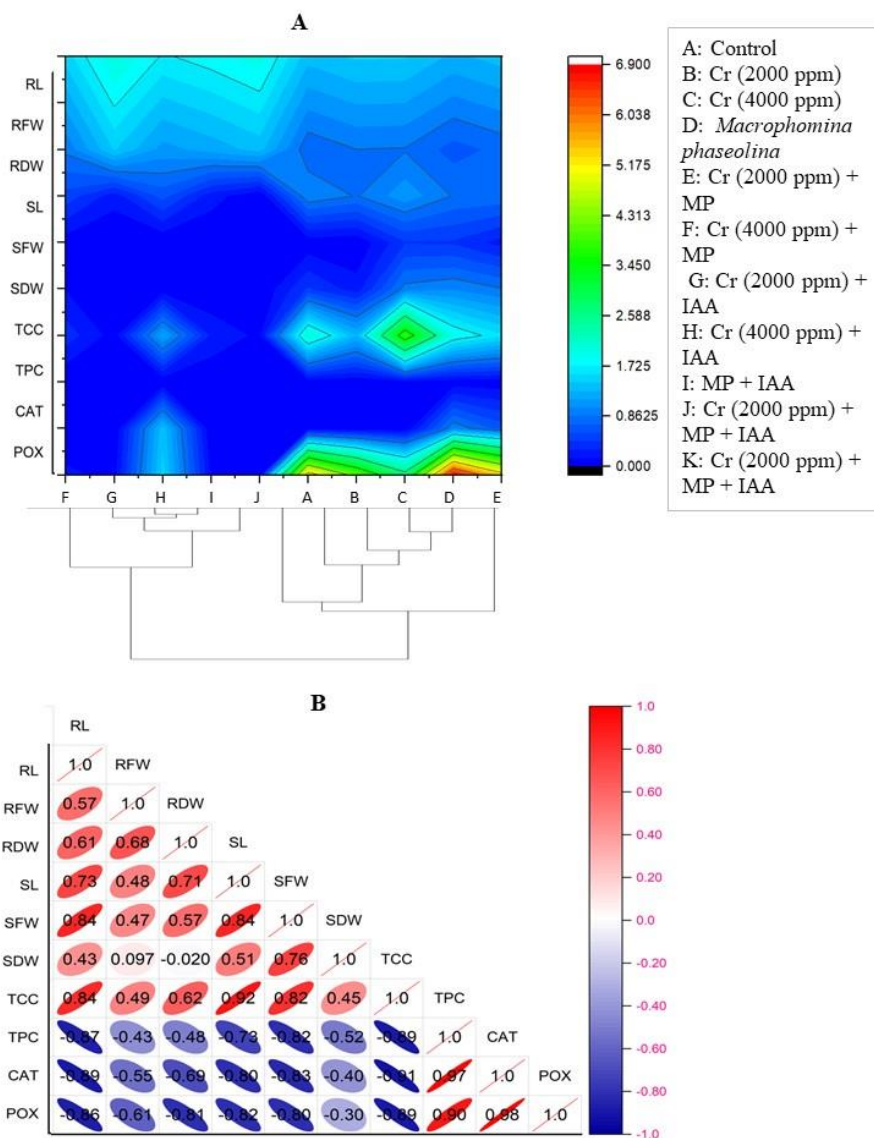 A
RL
RFW
RDW
SL
SFW
SDW
TCC
TPC
CAT
POX
F G H I J A B C D E
6.900
6.038
5.175
4.313
3.450
2.588
1.725
0.8625
0.000
A: Control
B: Cr (2000 ppm)
C: Cr (4000 ppm)
D: Macrophomina
phaseolina
E: Cr (2000 ppm) +
MP
F: Cr (4000 ppm) +
MP
G: Cr (2000 ppm) +
IAA
H: Cr (4000 ppm) +
IAA
I: MP + IAA
J: Cr (2000 ppm) +
MP + IAA
K: Cr (2000 ppm) +
MP + IAA
B
RL
RL 1.0 RFW
RFW 0.57 1.0 RDW
RDW 0.61 0.68 1.0 SL
SL 0.73 0.48 0.71 1.0 SFW
SFW 0.84 0.47 0.57 0.84 1.0 SDW
SDW 0.43 0.097 -0.020 0.51 0.76 1.0 TCC
TCC 0.84 0.49 0.62 0.92 0.82 0.45 1.0 TPC
TPC -0.87 -0.43 -0.48 -0.73 -0.82 -0.52 -0.89 1.0 CAT
CAT -0.89 -0.55 -0.69 -0.80 -0.83 -0.40 -0.91 0.97 1.0 POX
POX -0.86 -0.61 -0.81 -0.82 -0.80 -0.30 -0.89 0.90 0.98 1.0
1.0
0.80
0.60
0.40
0.20
0.0
-0.20
-0.40
-0.60
-0.80
-1.0